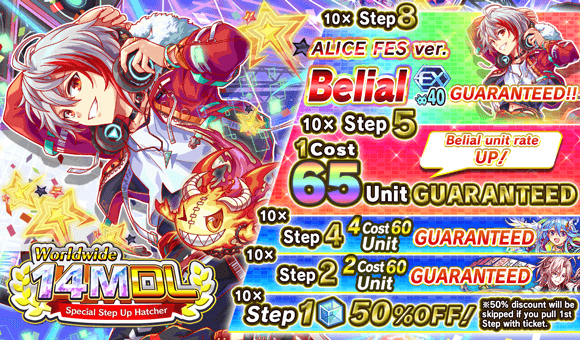 10× Step 8
ALICE FES ver.
Belial EX ×40 GUARANTEED!!
10× Step 5
Belial unit rate
UP!
1 Cost
65 Unit GUARANTEED
10×
Step 4 4 Cost 60 Unit GUARANTEED
10×
Step 2 2 Cost 60 Unit GUARANTEED
10×
Step 1 50% OFF!
※50% discount will be
skipped if you pull 1st
Step with ticket.
Worldwide
14MDL
Special Step Up Hatcher